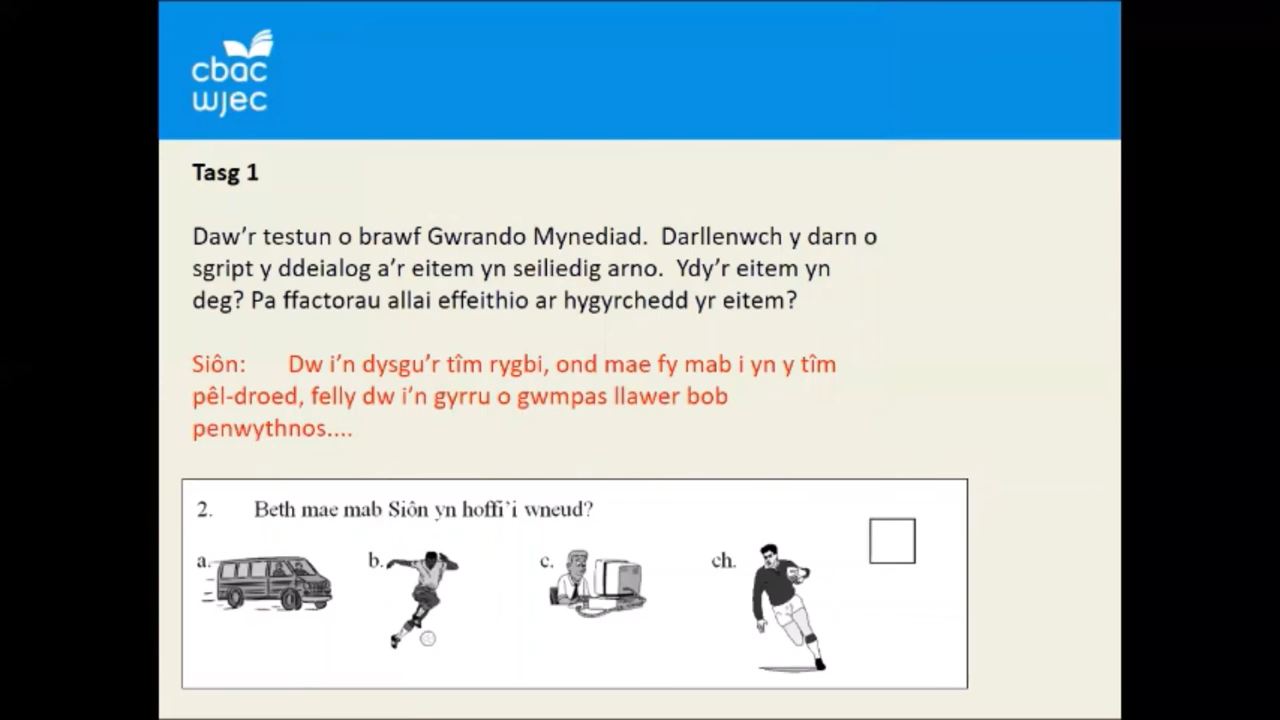 cbac
wjec
Tasg 1
Daw'r testun o brawf Gwrando Mynediad. Darllenwch y darn o
sgript y ddeialog a'r eitem yn seiliedig arno. Ydy'r eitem yn
deg? Pa ffactorau allai effeithio ar hygyrchedd yr eitem?
Siôn: Dw i'n dysgu'r tîm rygbi, ond mae fy mab i yn y tîm
pêl-droed, felly dw i'n gyrru o gwmpas llawer bob
penwythnos....
2. Beth mae mab Siôn yn hoffi'i wneud?
a. b. c. ch.